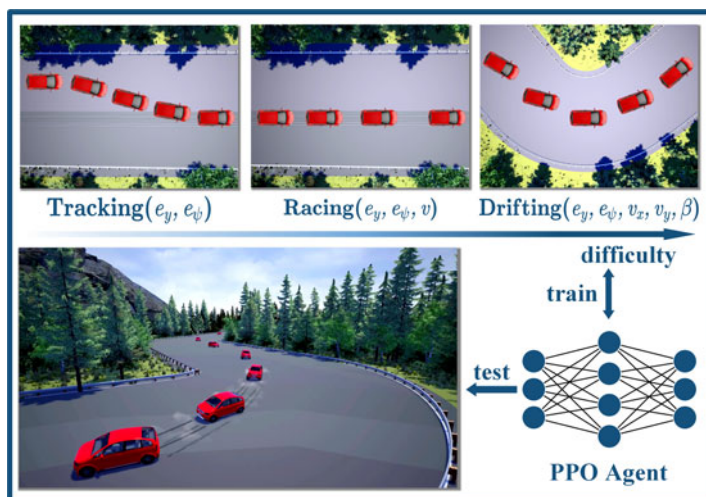 Tracking(e_y, e_ψ)
Racing(e_y, e_ψ, v)
Drifting(e_y, e_ψ, v_x, v_y, β)
difficulty
train
test
PPO Agent